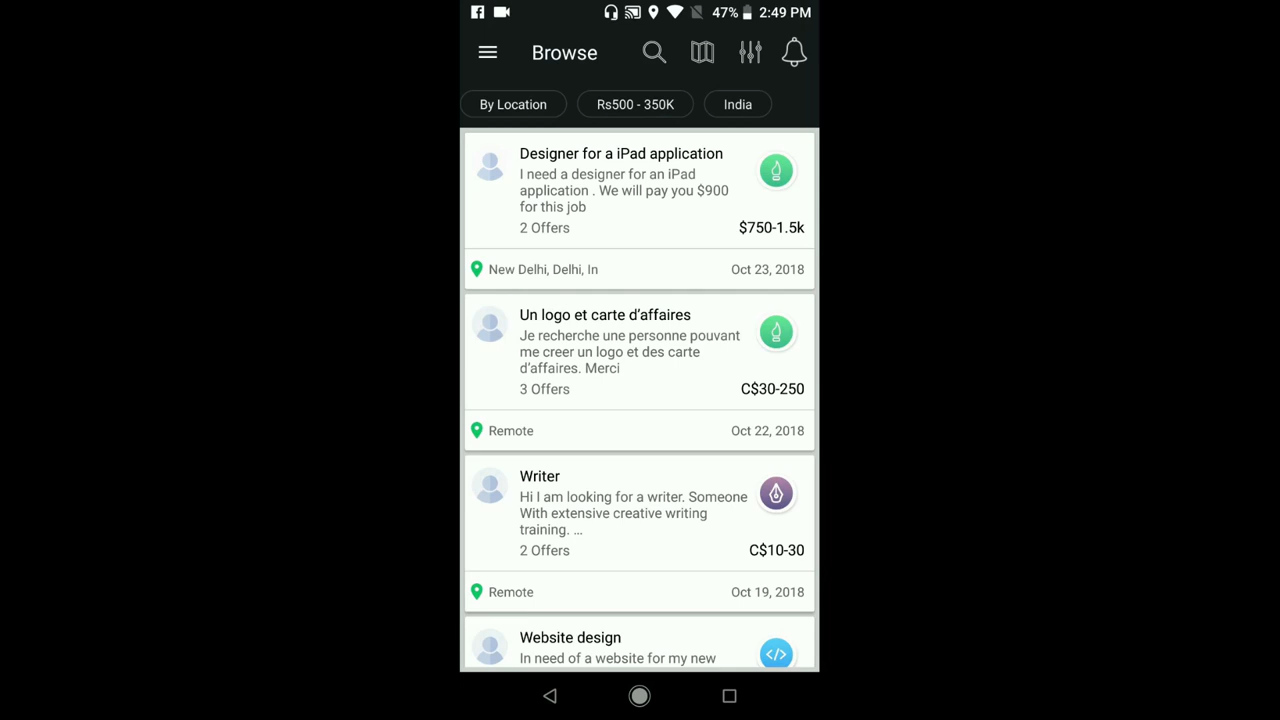 47% 2:49 PM
Browse
By Location Rs500 - 350K India
Designer for a iPad application
I need a designer for an iPad
application . We will pay you $900
for this job
2 Offers $750-1.5k
New Delhi, Delhi, In Oct 23, 2018
Un logo et carte d’affaires
Je recherche une personne pouvant
me creer un logo et des carte
d’affaires. Merci
3 Offers C$30-250
Remote Oct 22, 2018
Writer
Hi I am looking for a writer. Someone
With extensive creative writing
training. ...
2 Offers C$10-30
Remote Oct 19, 2018
Website design
In need of a website for my new